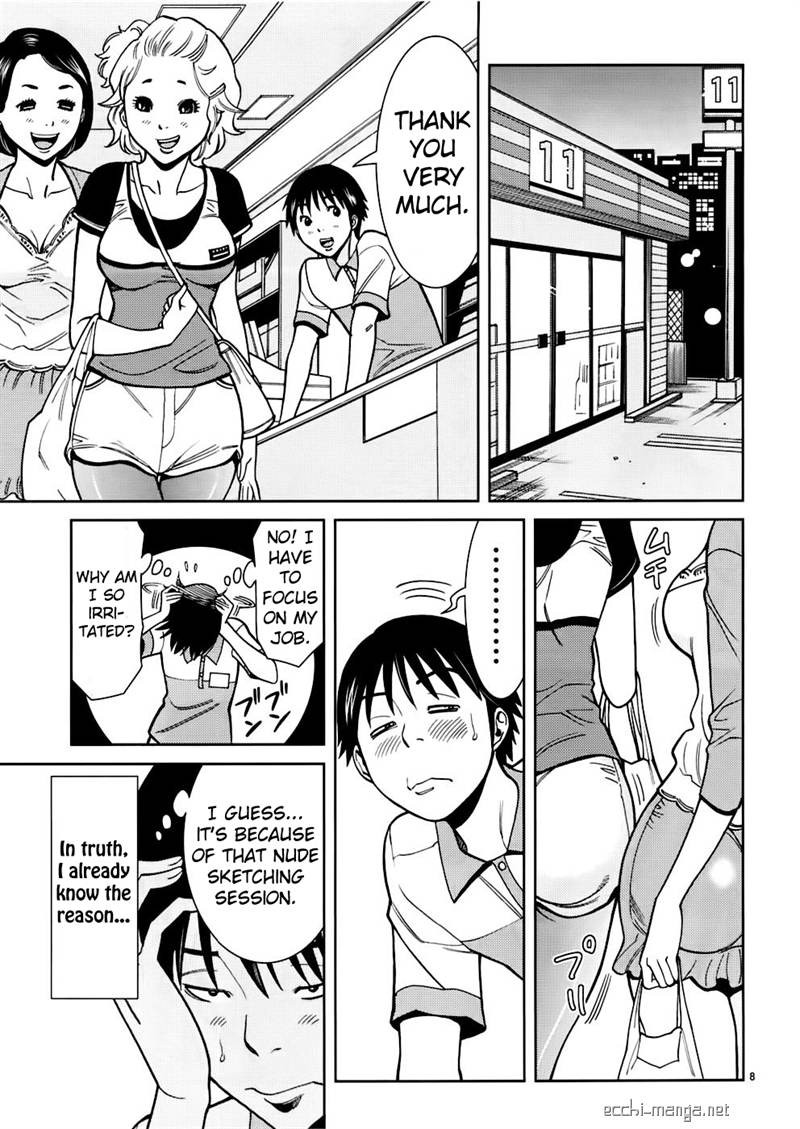 11
11
THANK
YOU
VERY
MUCH.
ムチ
プリ
..........
NO! I
HAVE
TO
FOCUS
ON MY
JOB.
WHY AM
I SO
IRRI-
TATED?
ブン
ブン
I GUESS...
IT'S BECAUSE
OF THAT NUDE
SKETCHING
SESSION.
In truth,
I already
know the
reason...
8
ecchi-manga.net